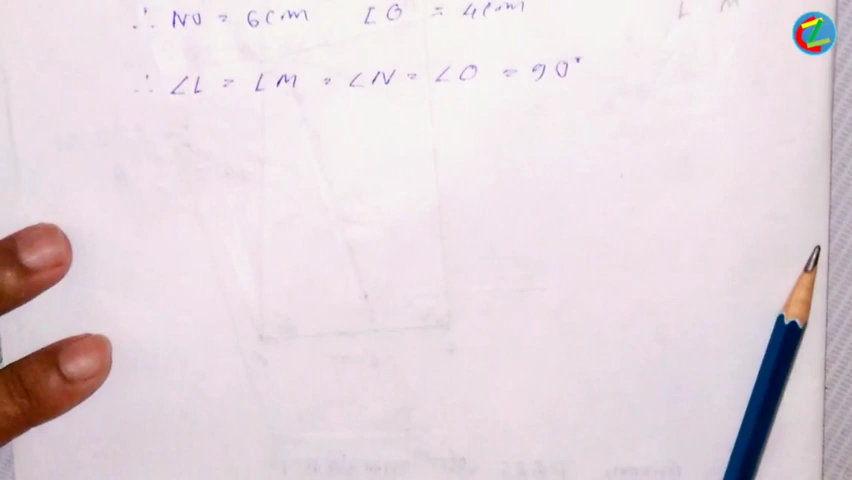 ∴ NO = 6cm LO = 4cm
∴ ∠L = ∠M = ∠N = ∠O = 90°